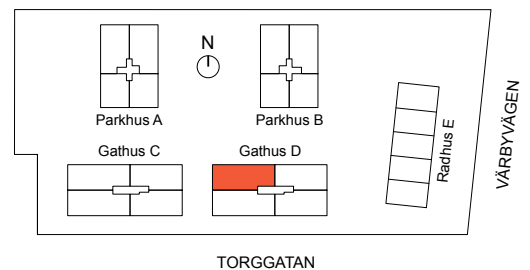 N
Parkhus A
Parkhus B
Gathus C
Gathus D
Radhus E
VÄRBYVÄGEN
TORGGATAN